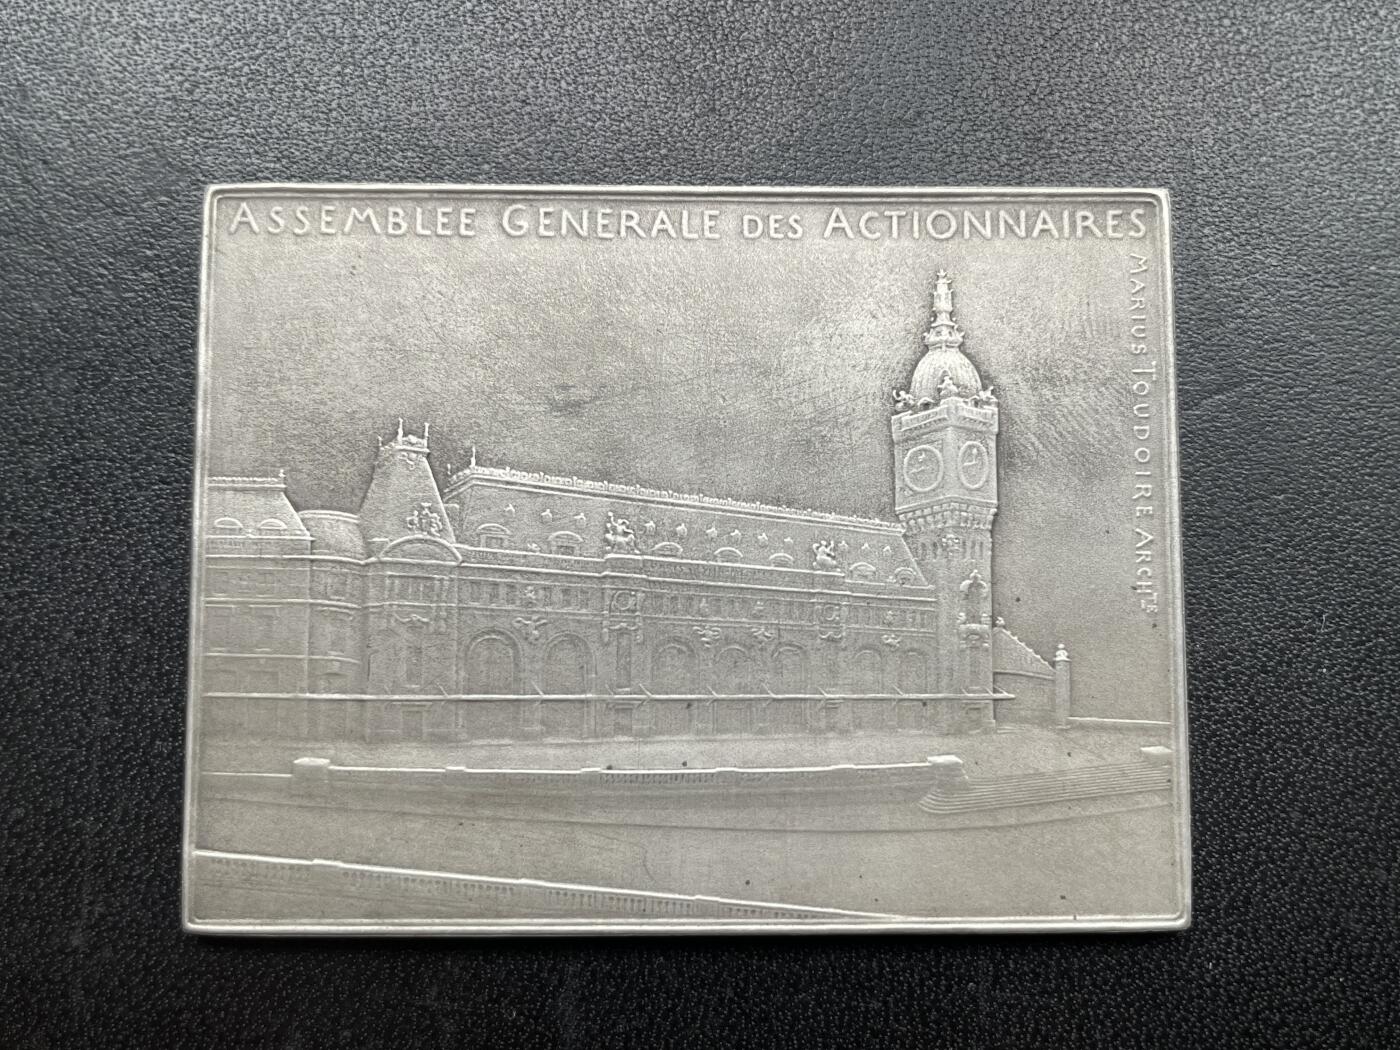 ASSEMBLEE GENERALE DES ACTIONNAIRES
MARIUS TOUDOIRE ARCHTE